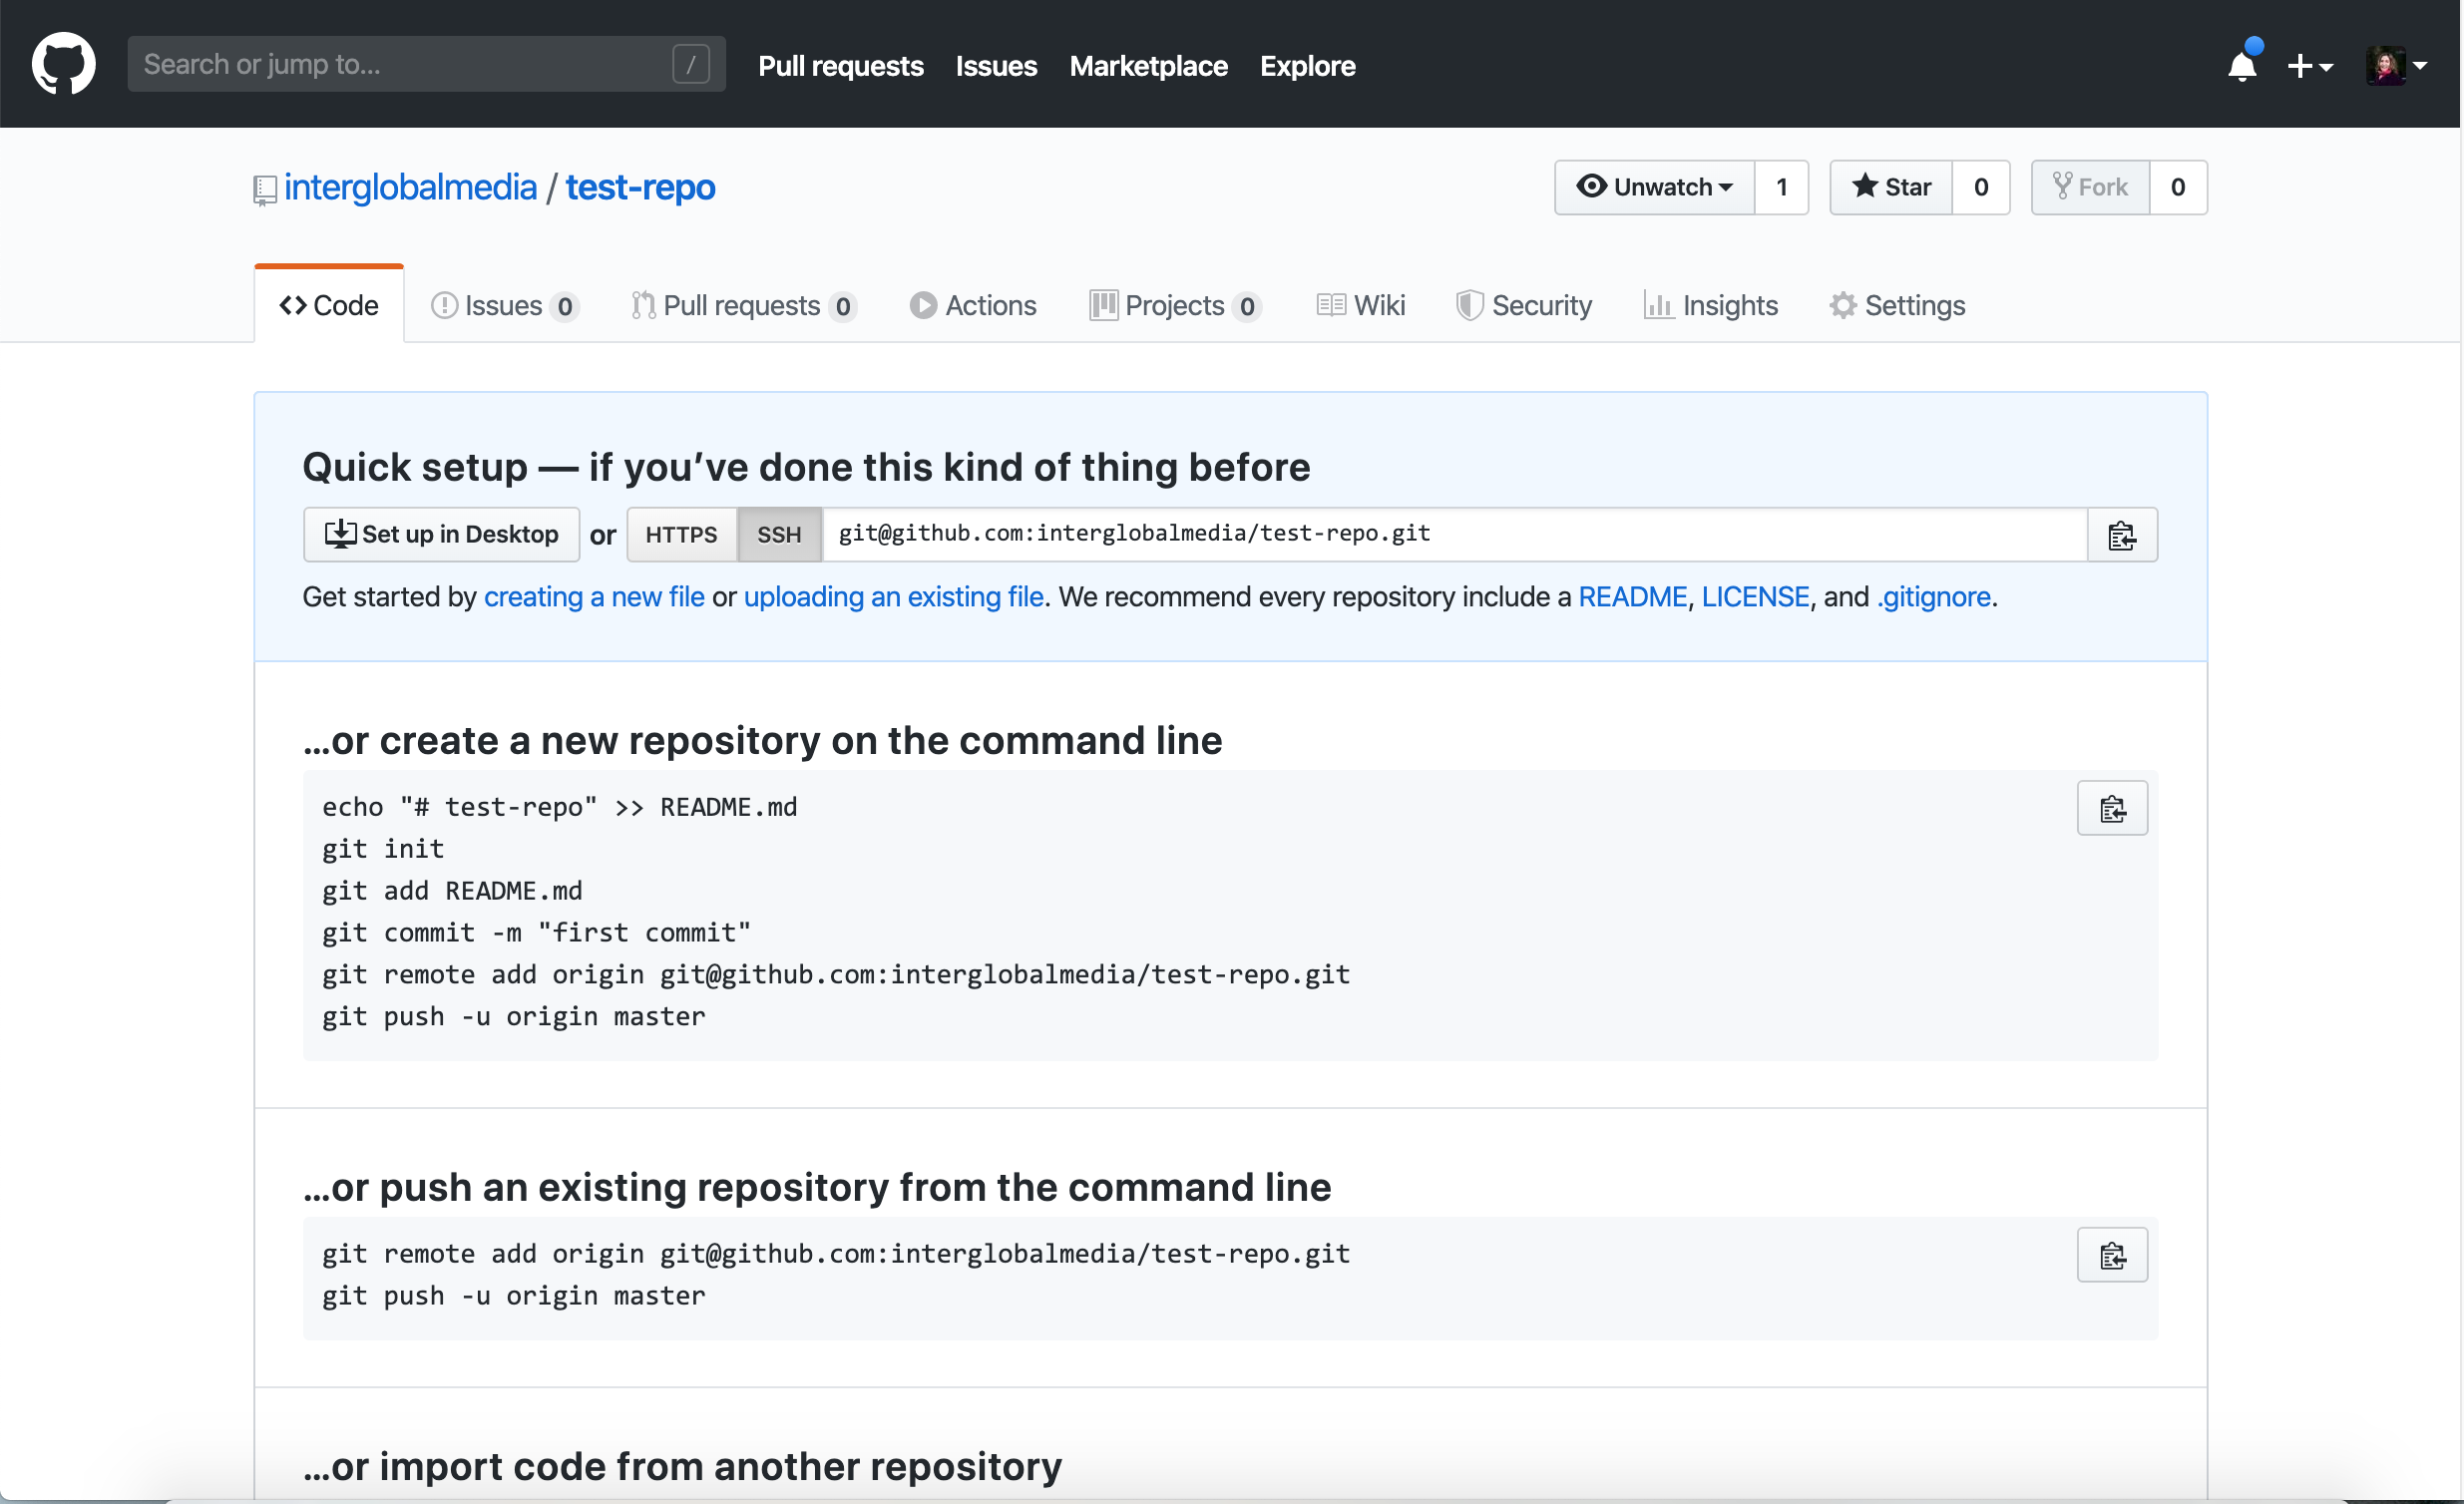 Search or jump to... /
Pull requests Issues Marketplace Explore
interglobalmedia / test-repo
Unwatch 1 Star 0 Fork 0
Code Issues 0 Pull requests 0 Actions Projects 0 Wiki Security Insights Settings
Quick setup — if you’ve done this kind of thing before
Set up in Desktop or HTTPS SSH git@github.com:interglobalmedia/test-repo.git
Get started by creating a new file or uploading an existing file. We recommend every repository include a README, LICENSE, and .gitignore.
…or create a new repository on the command line
echo "# test-repo" >> README.md
git init
git add README.md
git commit -m "first commit"
git remote add origin git@github.com:interglobalmedia/test-repo.git
git push -u origin master
…or push an existing repository from the command line
git remote add origin git@github.com:interglobalmedia/test-repo.git
git push -u origin master
…or import code from another repository